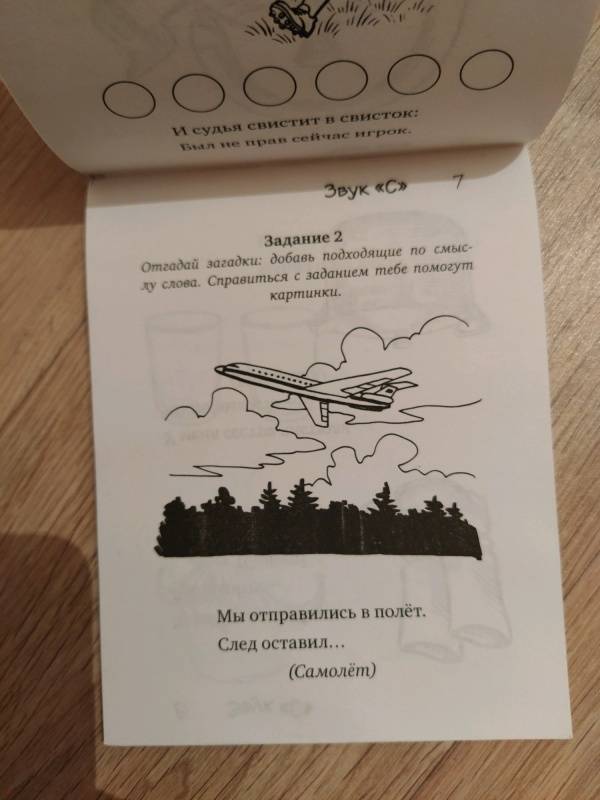 И судья свистит в свисток:
Был не прав сейчас игрок.
Звук «С» 7
Задание 2
Отгадай загадки: добавь подходящие по смыс-
лу слова. Справиться с заданием тебе помогут
картинки.
Мы отправились в полёт.
След оставил...
(Самолёт)